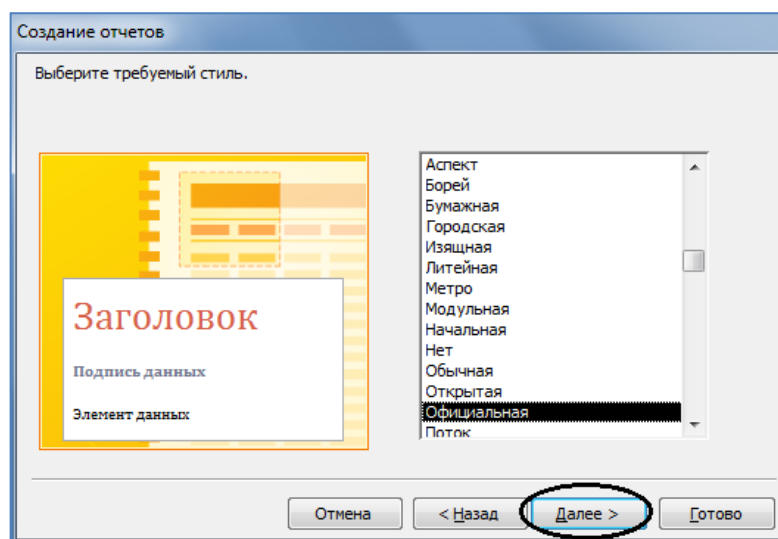 Создание отчетов
Выберите требуемый стиль.
Заголовок
Подпись данных
Элемент данных
Аспект
Борей
Бумажная
Городская
Изящная
Литейная
Метро
Модульная
Начальная
Нет
Обычная
Открытая
Официальная
Поток
Отмена
< Назад
Далее >
Готово